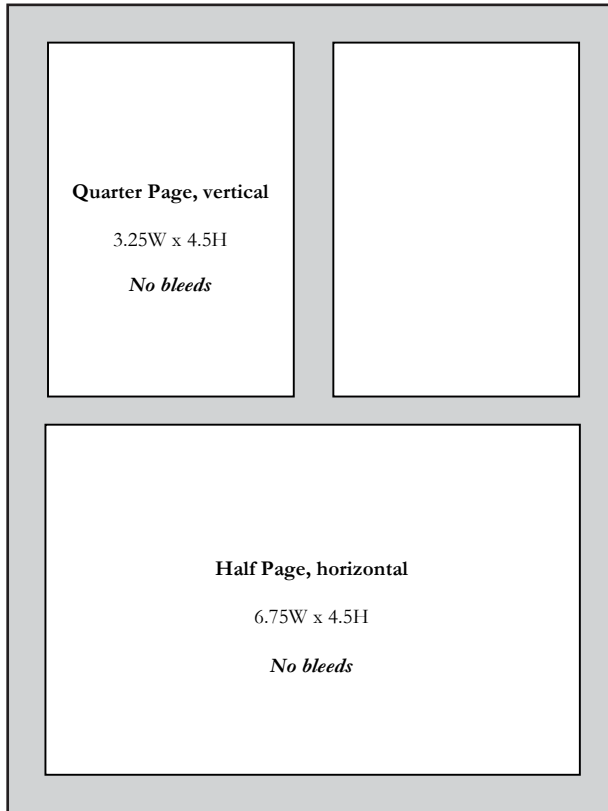 Quarter Page, vertical
3.25W x 4.5H
No bleeds
Half Page, horizontal
6.75W x 4.5H
No bleeds